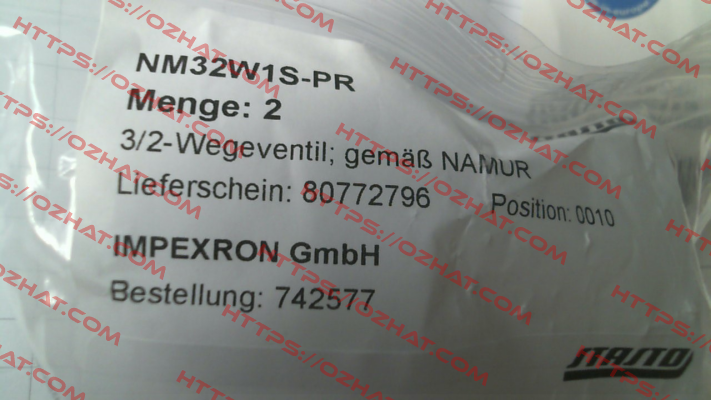 NM32W1S-PR
Menge: 2
3/2-Wegeventil; gemäß NAMUR
Lieferschein: 80772796 Position: 0010
IMPEXRON GmbH
Bestellung: 742577
STASTO
HTTPS://OZHAT.COM